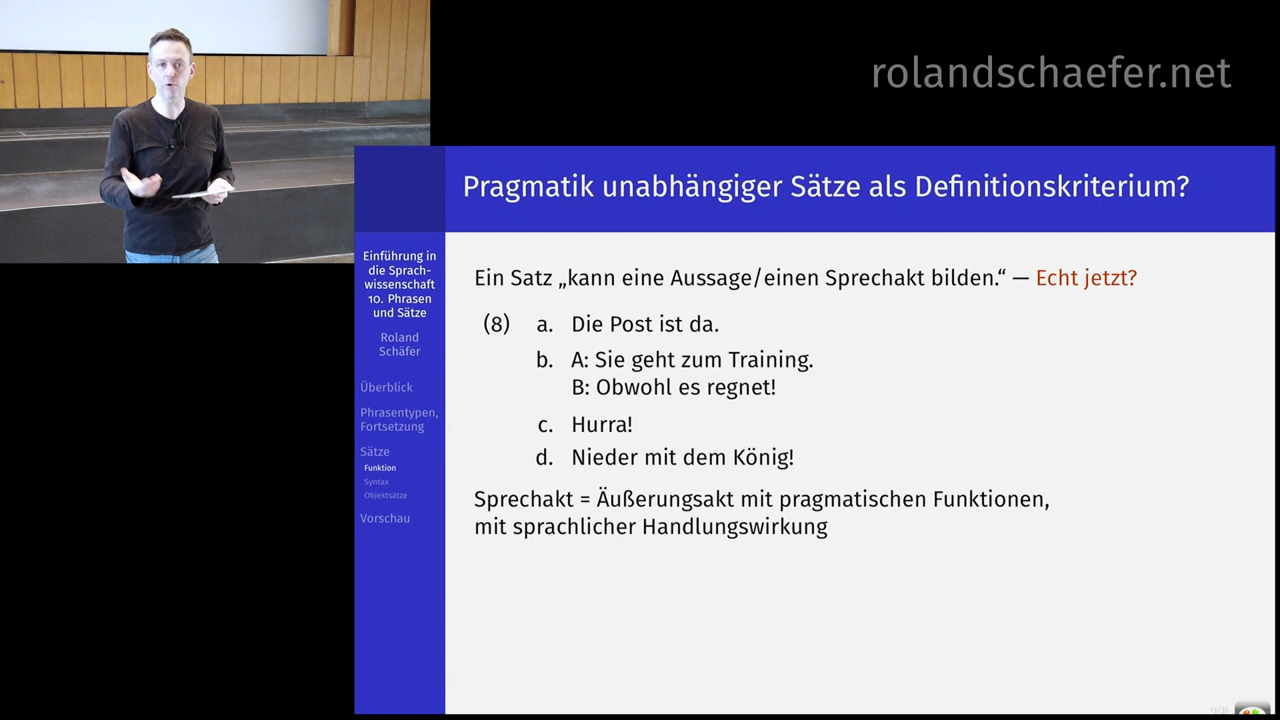 rolandschaefer.net
Pragmatik unabhängiger Sätze als Definitionskriterium?
Einführung in
die Sprach-
wissenschaft
10. Phrasen
und Sätze
Roland
Schäfer
Überblick
Phrasentypen,
Fortsetzung
Sätze
Funktion
Syntax
Objektsätze
Vorschau
Ein Satz „kann eine Aussage/einen Sprechakt bilden.“ — Echt jetzt?
(8) a. Die Post ist da.
b. A: Sie geht zum Training.
B: Obwohl es regnet!
c. Hurra!
d. Nieder mit dem König!
Sprechakt = Äußerungsakt mit pragmatischen Funktionen,
mit sprachlicher Handlungswirkung